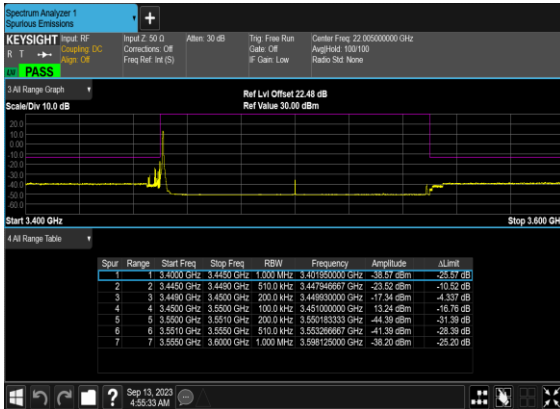 Spectrum Analyzer 1
Spurious Emissions
+
KEYSIGHT Input: RF Input Z: 50 Ω Atten: 30 dB Trig: Free Run Center Freq: 22.005000000 GHz
R T Coupling: DC Corrections: Off Gate: Off Avg|Hold: 100/100
Align: Off Freq Ref: Int (S) IF Gain: Low Radio Std: None
PASS
3 All Range Graph
Ref Lvl Offset 22.48 dB
Scale/Div 10.0 dB Ref Value 30.00 dBm
20.0
10.0
0.00
-10.0
-20.0
-30.0
-40.0
-50.0
-60.0
Start 3.400 GHz Stop 3.600 GH
4 All Range Table
Spur Range Start Freq Stop Freq RBW Frequency Amplitude ΔLimit
1 1 3.4000 GHz 3.4450 GHz 1.000 MHz 3.401950000 GHz -38.57 dBm -25.57 dB
2 2 3.4450 GHz 3.4490 GHz 510.0 kHz 3.447946667 GHz -23.52 dBm -10.52 dB
3 3 3.4490 GHz 3.4500 GHz 200.0 kHz 3.449930000 GHz -17.34 dBm -4.337 dB
4 4 3.4500 GHz 3.5500 GHz 100.0 kHz 3.451000000 GHz 13.24 dBm -16.76 dB
5 5 3.5500 GHz 3.5510 GHz 200.0 kHz 3.550183333 GHz -44.39 dBm -31.39 dB
6 6 3.5510 GHz 3.5550 GHz 510.0 kHz 3.553266667 GHz -41.39 dBm -28.39 dB
7 7 3.5550 GHz 3.6000 GHz 1.000 MHz 3.598125000 GHz -38.20 dBm -25.20 dB
? Sep 13, 2023
4:55:33 AM